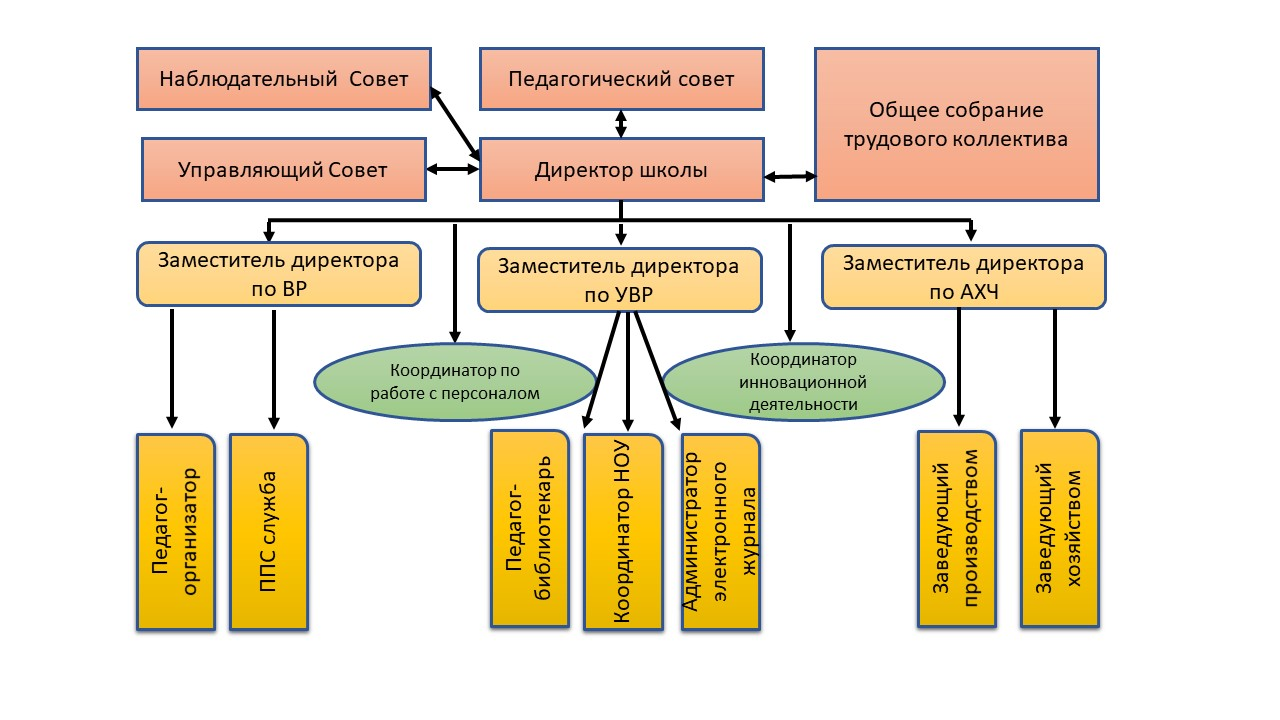 Наблюдательный Совет
Педагогический совет
Общее собрание
трудового коллектива
Управляющий Совет
Директор школы
Заместитель директора
по ВР
Заместитель директора
по УВР
Заместитель директора
по АХЧ
Координатор по
работе с персоналом
Координатор
инновационной
деятельности
Педагог-
организатор
ППС служба
Педагог-
библиотекарь
Координатор НОУ
Администратор
электронного
журнала
Заведующий
производством
Заведующий
хозяйством